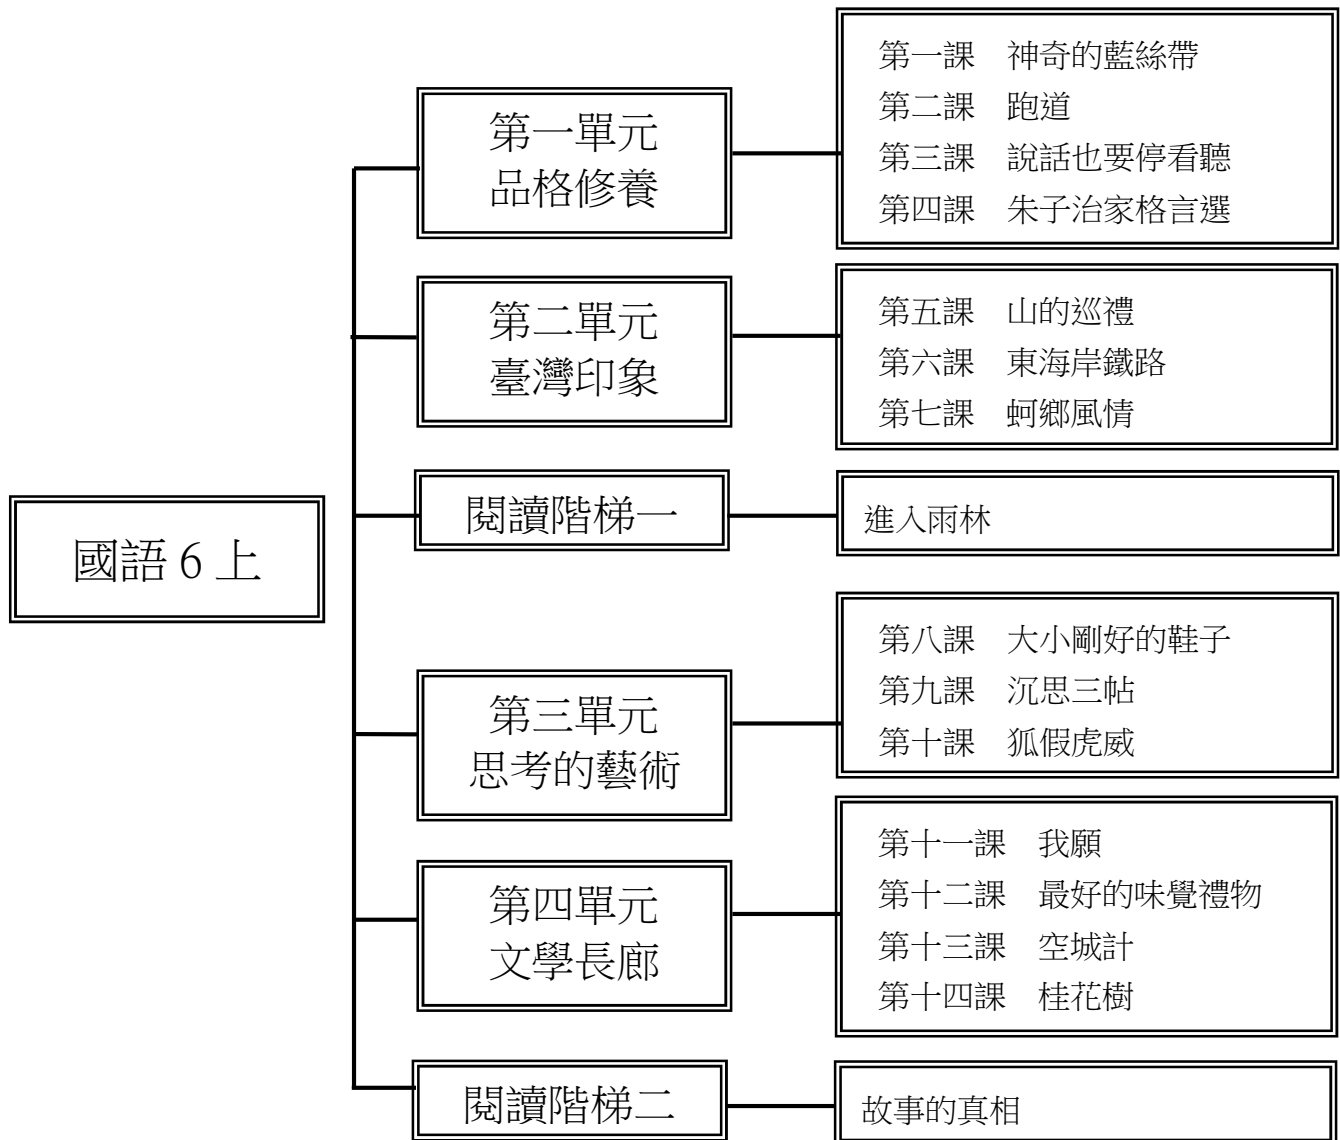 國語 6 上
第一單元
品格修養
第一課 神奇的藍絲帶
第二課 跑道
第三課 說話也要停看聽
第四課 朱子治家格言選
第二單元
臺灣印象
第五課 山的巡禮
第六課 東海岸鐵路
第七課 蚵鄉風情
閱讀階梯一
進入雨林
第三單元
思考的藝術
第八課 大小剛好的鞋子
第九課 沉思三帖
第十課 狐假虎威
第四單元
文學長廊
第十一課 我願
第十二課 最好的味覺禮物
第十三課 空城計
第十四課 桂花樹
閱讀階梯二
故事的真相